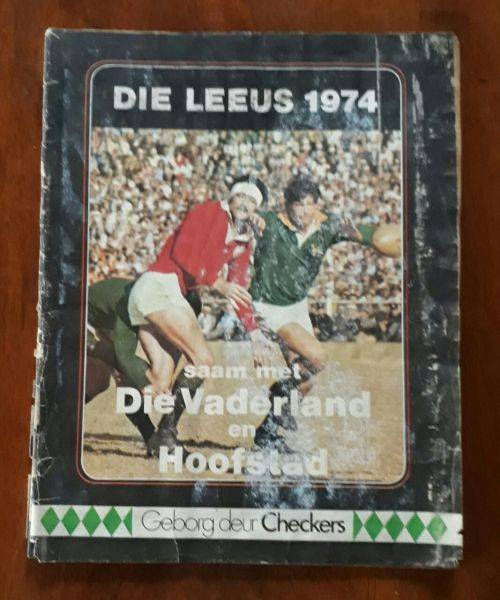 DIE LEEUS 1974
saam met
Die Vaderland
en
Hoofstad
Geborg deur Checkers